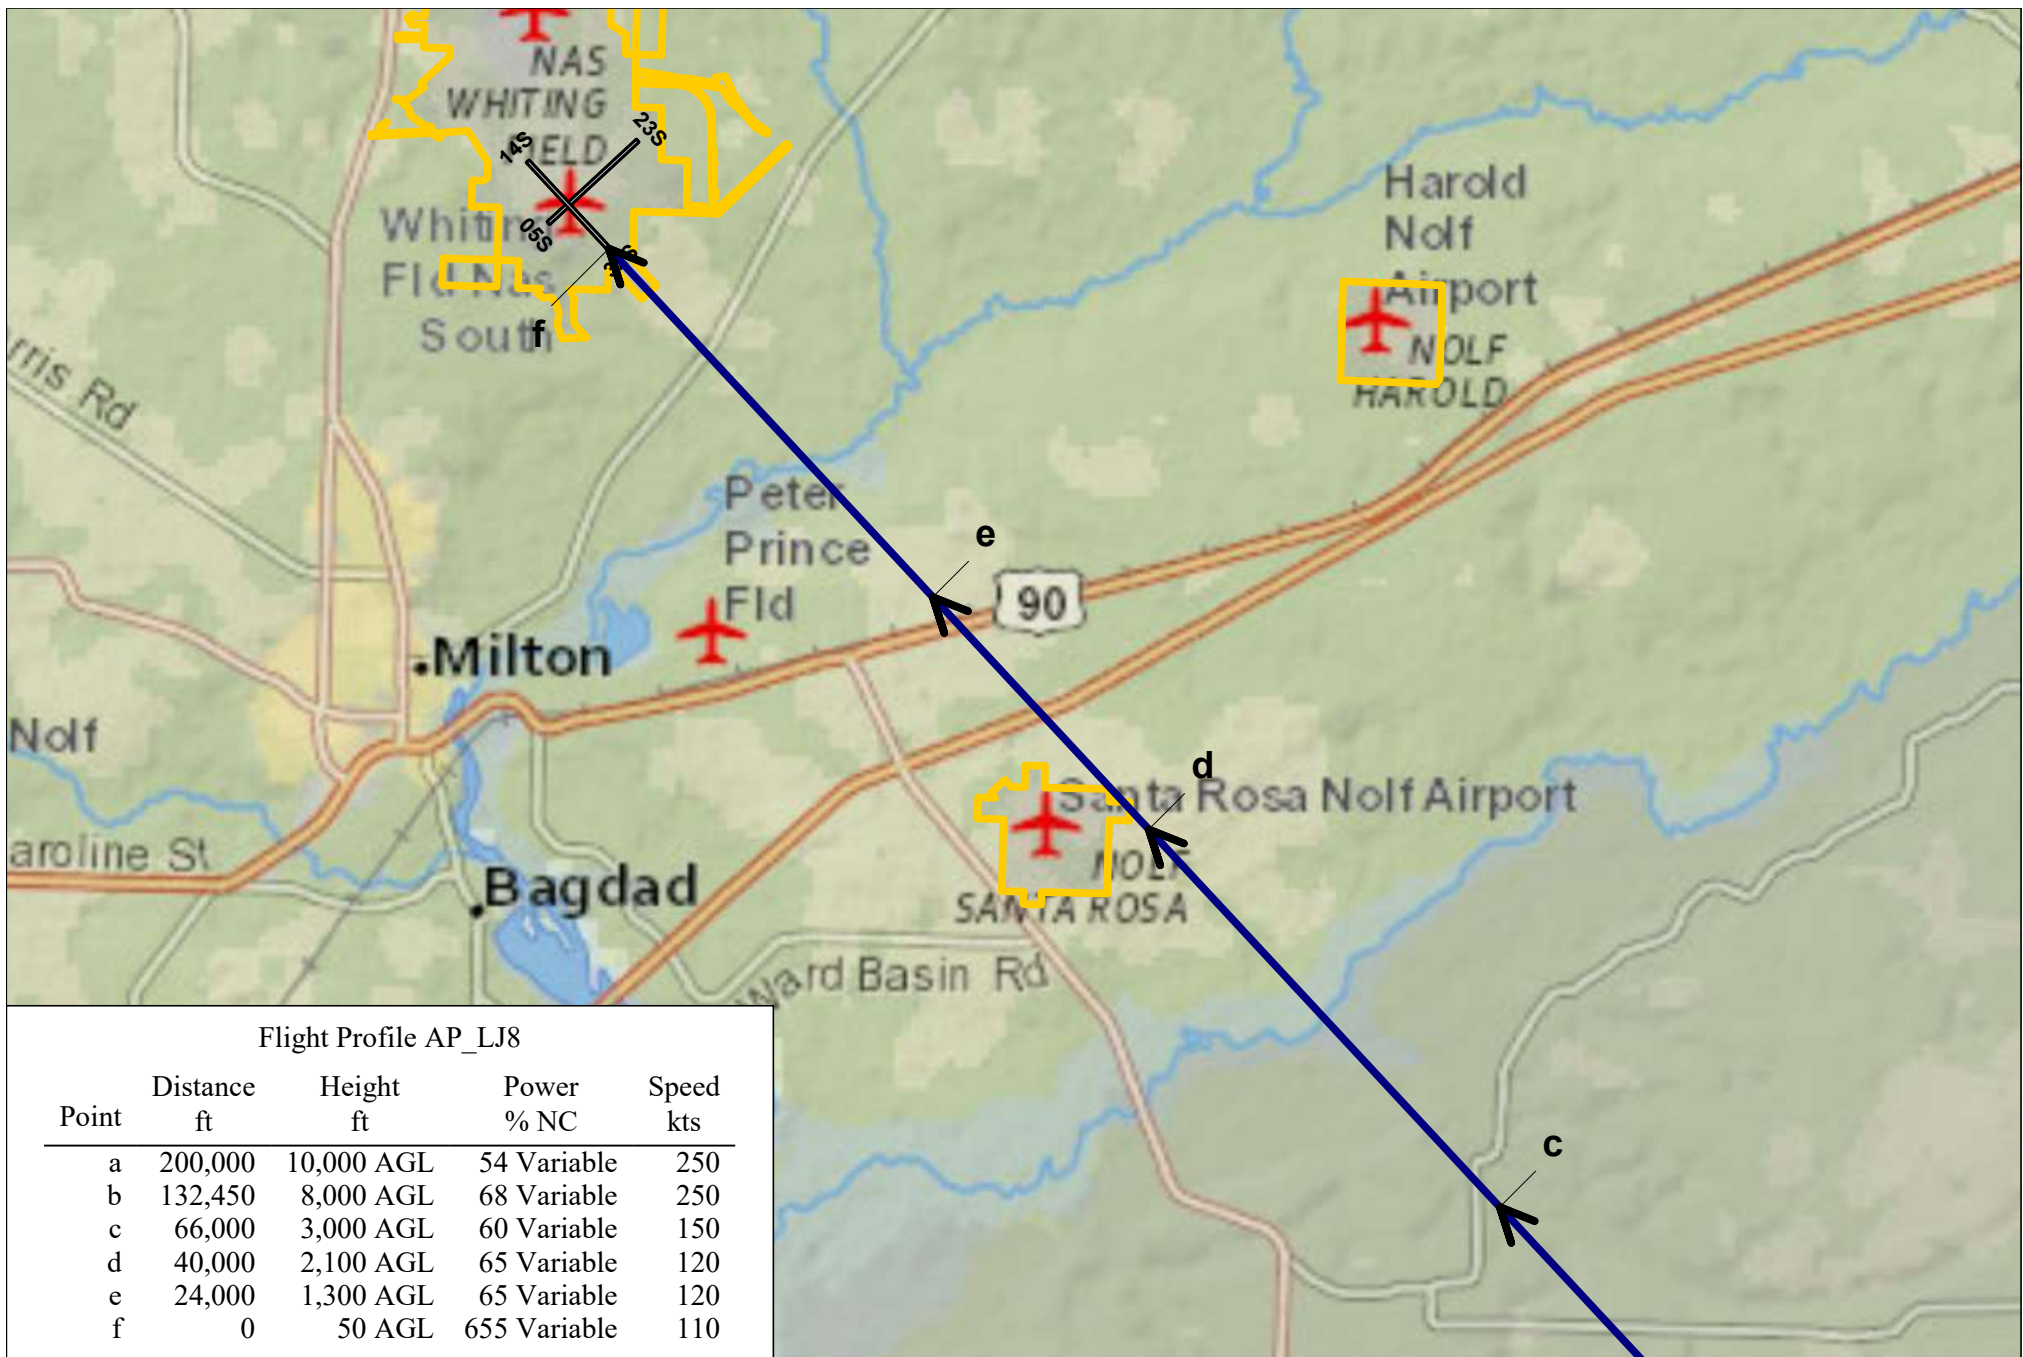 NAS
WHITING
FIELD
14S
23S
05S
Whiting
Fld Nas
South
f
Harold
Nolf
Airport
NOLF
HAROLD
rris Rd
Peter
Prince
Fld
e
90
Milton
Nolf
d
Santa Rosa Nolf Airport
NOLF
SANTA ROSA
aroline St
Bagdad
Ward Basin Rd
c
Flight Profile AP_LJ8
Point Distance ft Height ft Power % NC Speed kts
a 200,000 10,000 AGL 54 Variable 250
b 132,450 8,000 AGL 68 Variable 250
c 66,000 3,000 AGL 60 Variable 150
d 40,000 2,100 AGL 65 Variable 120
e 24,000 1,300 AGL 65 Variable 120
f 0 50 AGL 655 Variable 110